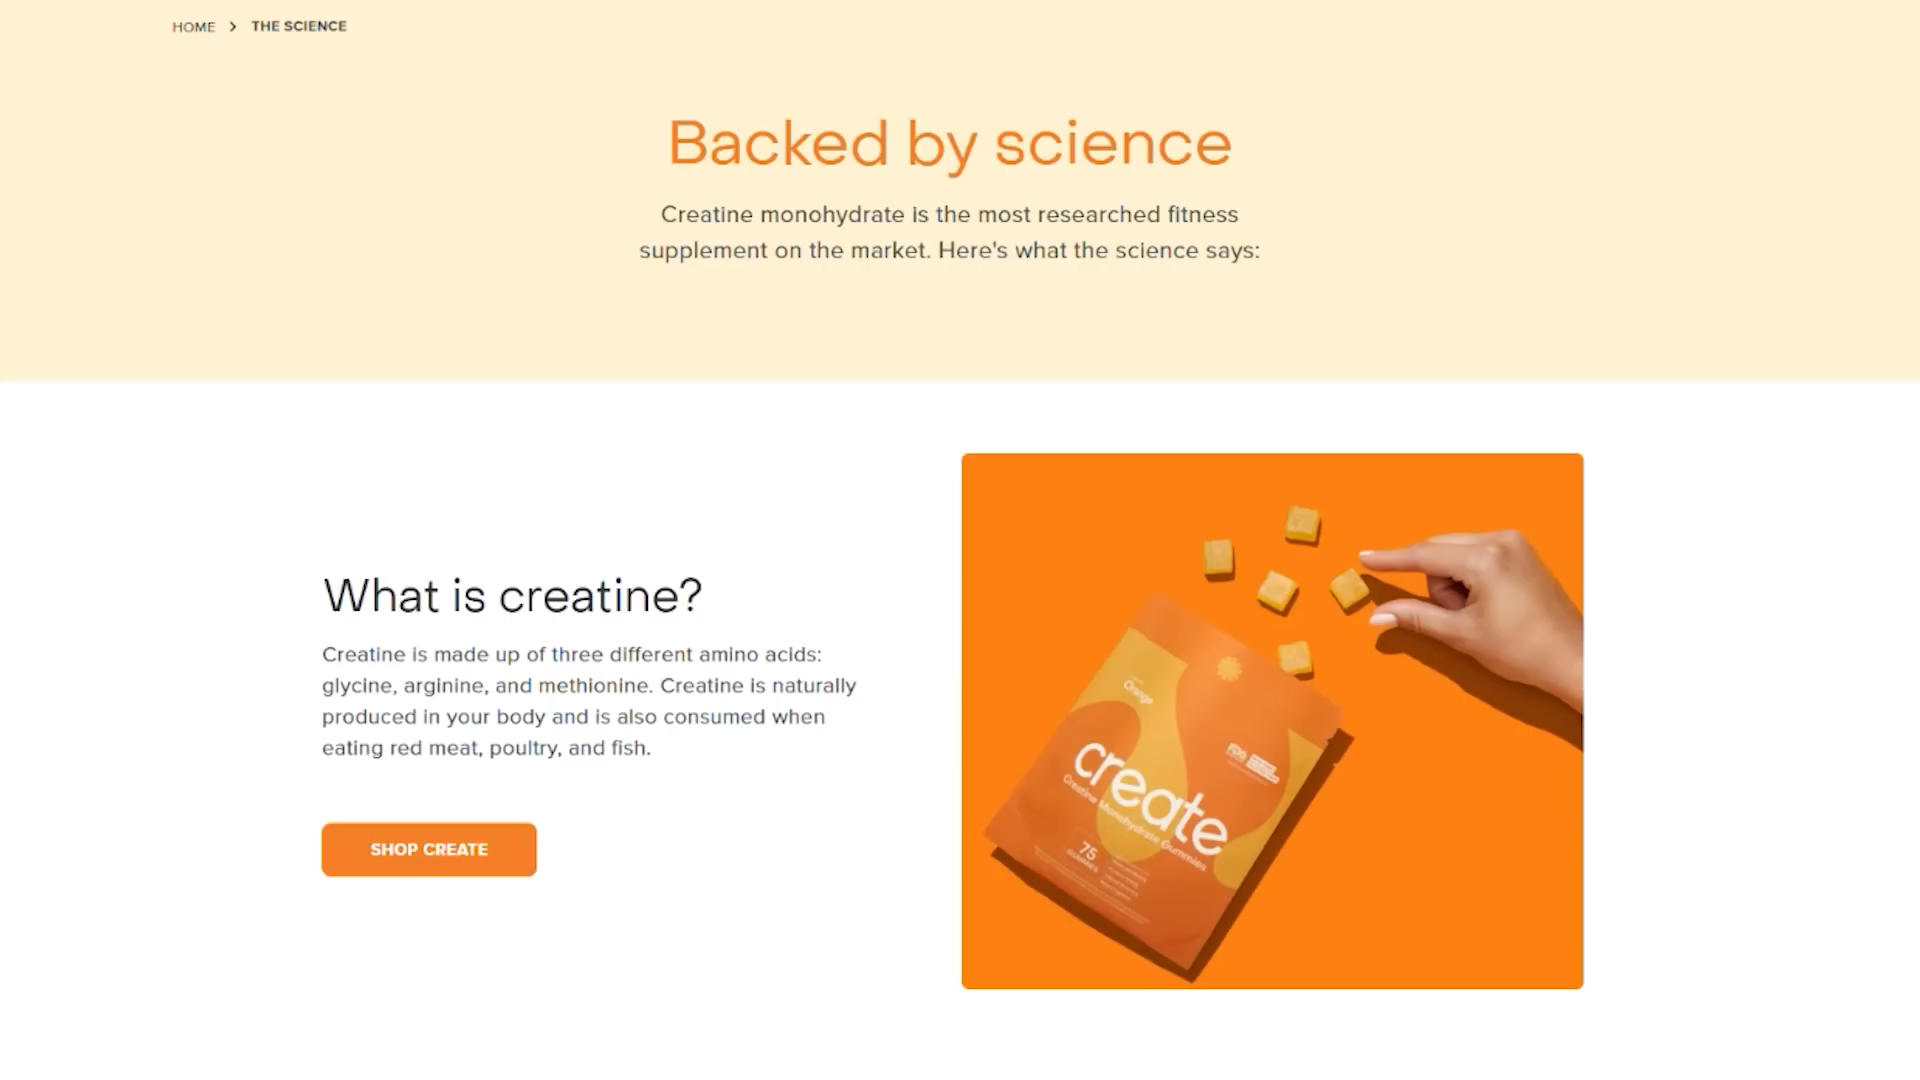 HOME > THE SCIENCE
Backed by science
Creatine monohydrate is the most researched fitness
supplement on the market. Here's what the science says:
What is creatine?
Creatine is made up of three different amino acids:
glycine, arginine, and methionine. Creatine is naturally
produced in your body and is also consumed when
eating red meat, poultry, and fish.
SHOP CREATE
Orange
create
Creatine Monohydrate Gummies
75
GUMMIES